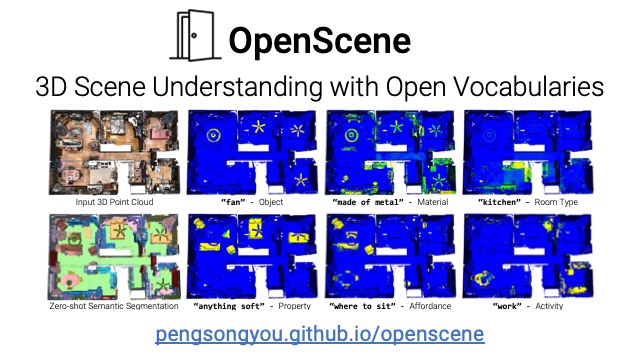 OpenScene
3D Scene Understanding with Open Vocabularies
Input 3D Point Cloud
“fan” - Object
“made of metal” - Material
“kitchen” – Room Type
Zero-shot Semantic Segmentation
“anything soft” - Property
“where to sit” - Affordance
“work” - Activity
pengsongyou.github.io/openscene